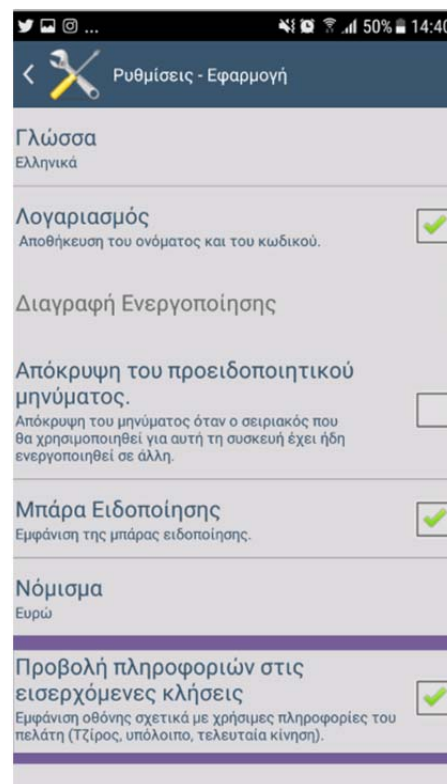 ... 50% 14:40
Ρυθμίσεις - Εφαρμογή
Γλώσσα
Ελληνικά
Λογαριασμός
Αποθήκευση του ονόματος και του κωδικού.
Διαγραφή Ενεργοποίησης
Απόκρυψη του προειδοποιητικού
μηνύματος.
Απόκρυψη του μηνύματος όταν ο σειριακός που
θα χρησιμοποιηθεί για αυτή τη συσκευή έχει ήδη
ενεργοποιηθεί σε άλλη.
Μπάρα Ειδοποίησης
Εμφάνιση της μπάρας ειδοποίησης.
Νόμισμα
Ευρώ
Προβολή πληροφοριών στις
εισερχόμενες κλήσεις
Εμφάνιση οθόνης σχετικά με χρήσιμες πληροφορίες του
πελάτη (Τζίρος, υπόλοιπο, τελευταία κίνηση).